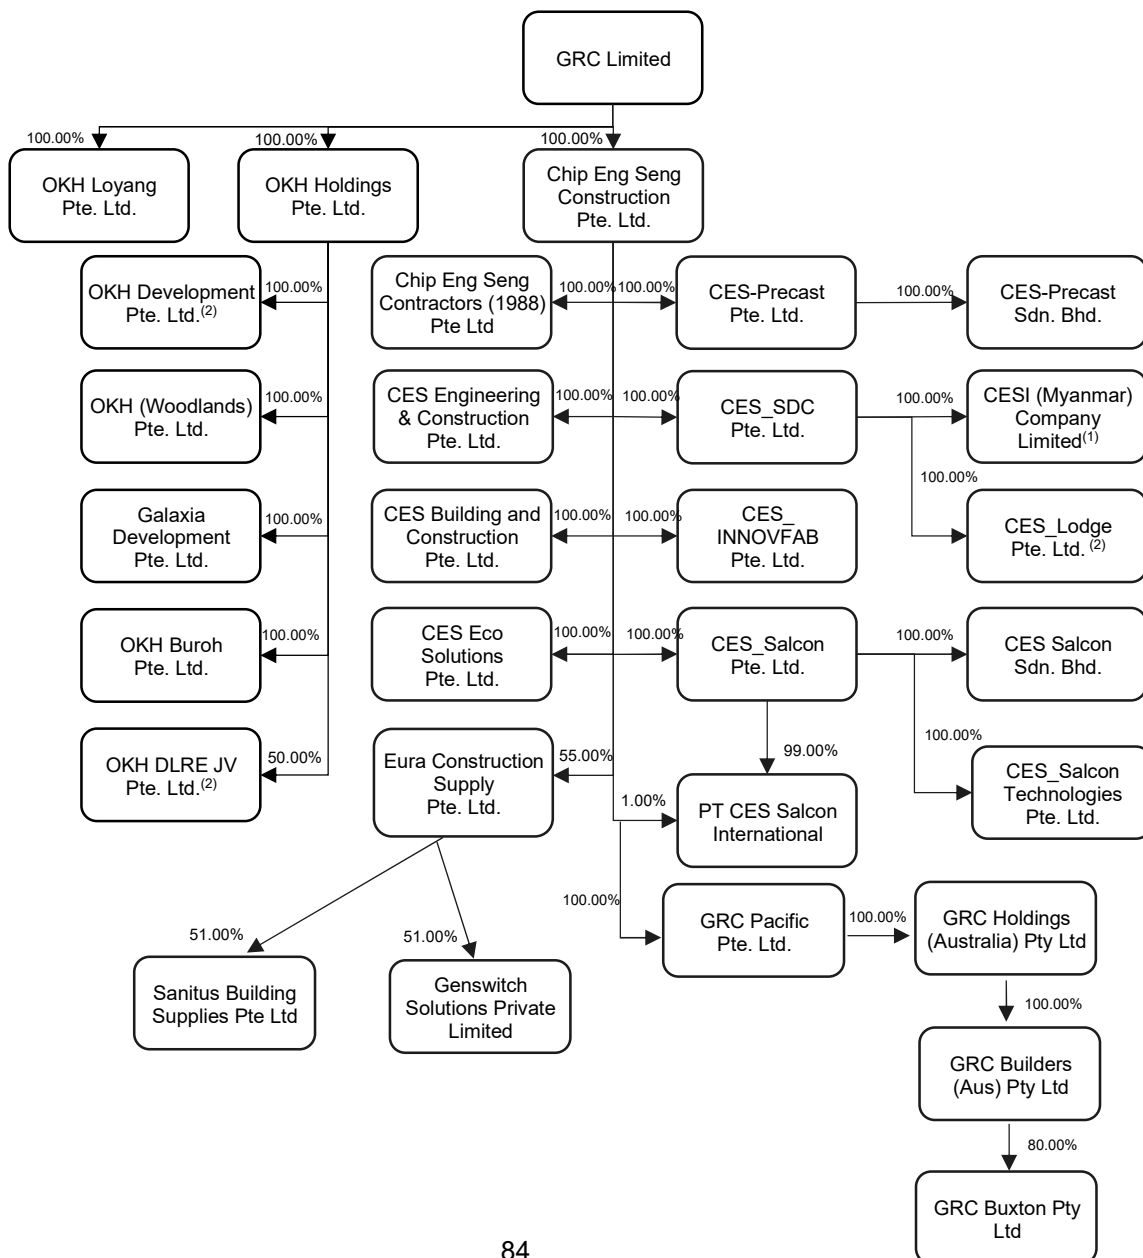 GRC Limited
100.00%
100.00%
100.00%
OKH Loyang
Pte. Ltd.
OKH Holdings
Pte. Ltd.
Chip Eng Seng
Construction
Pte. Ltd.
OKH Development
Pte. Ltd.(2)
100.00%
Chip Eng Seng
Contractors (1988)
Pte Ltd
100.00%
100.00%
CES-Precast
Pte. Ltd.
100.00%
CES-Precast
Sdn. Bhd.
OKH (Woodlands)
Pte. Ltd.
100.00%
CES Engineering
& Construction
Pte. Ltd.
100.00%
100.00%
CES_SDC
Pte. Ltd.
100.00%
CESI (Myanmar)
Company
Limited(1)
100.00%
Galaxia
Development
Pte. Ltd.
100.00%
CES Building and
Construction
Pte. Ltd.
100.00%
100.00%
CES_
INNOVFAB
Pte. Ltd.
CES_Lodge
Pte. Ltd. (2)
OKH Buroh
Pte. Ltd.
100.00%
CES Eco
Solutions
Pte. Ltd.
100.00%
100.00%
CES_Salcon
Pte. Ltd.
100.00%
CES Salcon
Sdn. Bhd.
OKH DLRE JV
Pte. Ltd.(2)
50.00%
Eura Construction
Supply
Pte. Ltd.
55.00%
99.00%
100.00%
CES_Salcon
Technologies
Pte. Ltd.
1.00%
PT CES Salcon
International
100.00%
GRC Pacific
Pte. Ltd.
100.00%
GRC Holdings
(Australia) Pty Ltd
51.00%
51.00%
Sanitus Building
Supplies Pte Ltd
Genswitch
Solutions Private
Limited
100.00%
GRC Builders
(Aus) Pty Ltd
80.00%
GRC Buxton Pty
Ltd
84